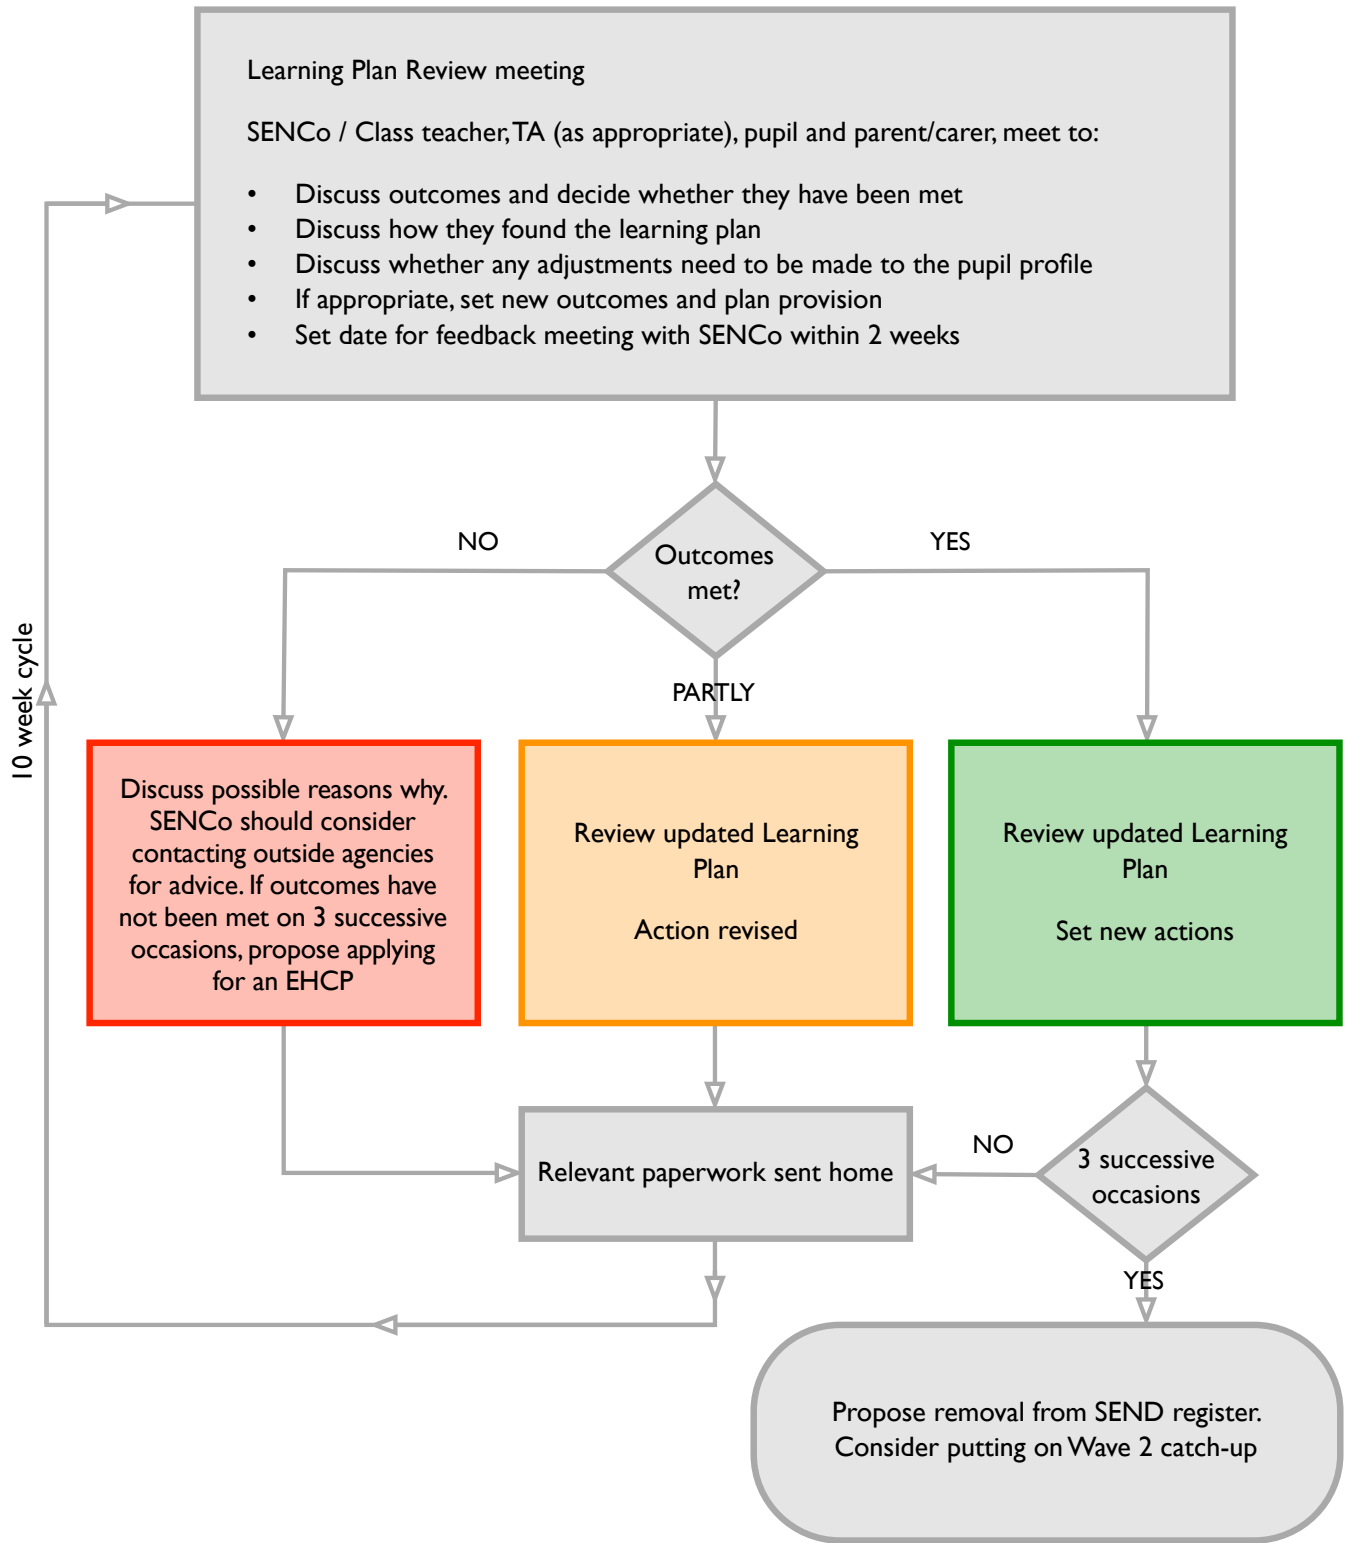 Learning Plan Review meeting
SENCo / Class teacher, TA (as appropriate), pupil and parent/carer, meet to:
• Discuss outcomes and decide whether they have been met
• Discuss how they found the learning plan
• Discuss whether any adjustments need to be made to the pupil profile
• If appropriate, set new outcomes and plan provision
• Set date for feedback meeting with SENCo within 2 weeks
NO
Outcomes
met?
YES
PARTLY
10 week cycle
Discuss possible reasons why.
SENCo should consider
contacting outside agencies
for advice. If outcomes have
not been met on 3 successive
occasions, propose applying
for an EHCP
Review updated Learning
Plan
Action revised
Review updated Learning
Plan
Set new actions
Relevant paperwork sent home
NO
3 successive
occasions
YES
Propose removal from SEND register.
Consider putting on Wave 2 catch-up